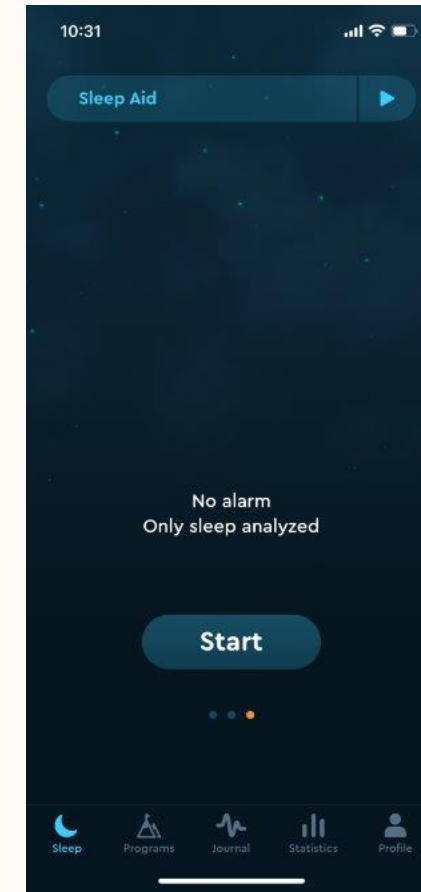 10:31
Sleep Aid
No alarm
Only sleep analyzed
Start
Sleep Programs Journal Statistics Profile